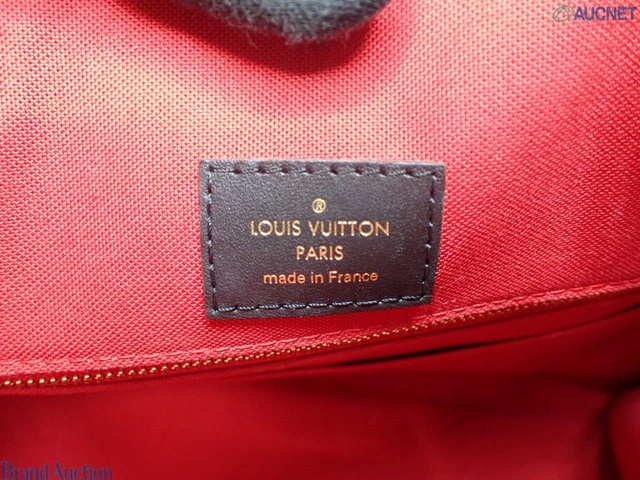 AUCNET
®
LOUIS VUITTON
PARIS
made in France
Brand Auction